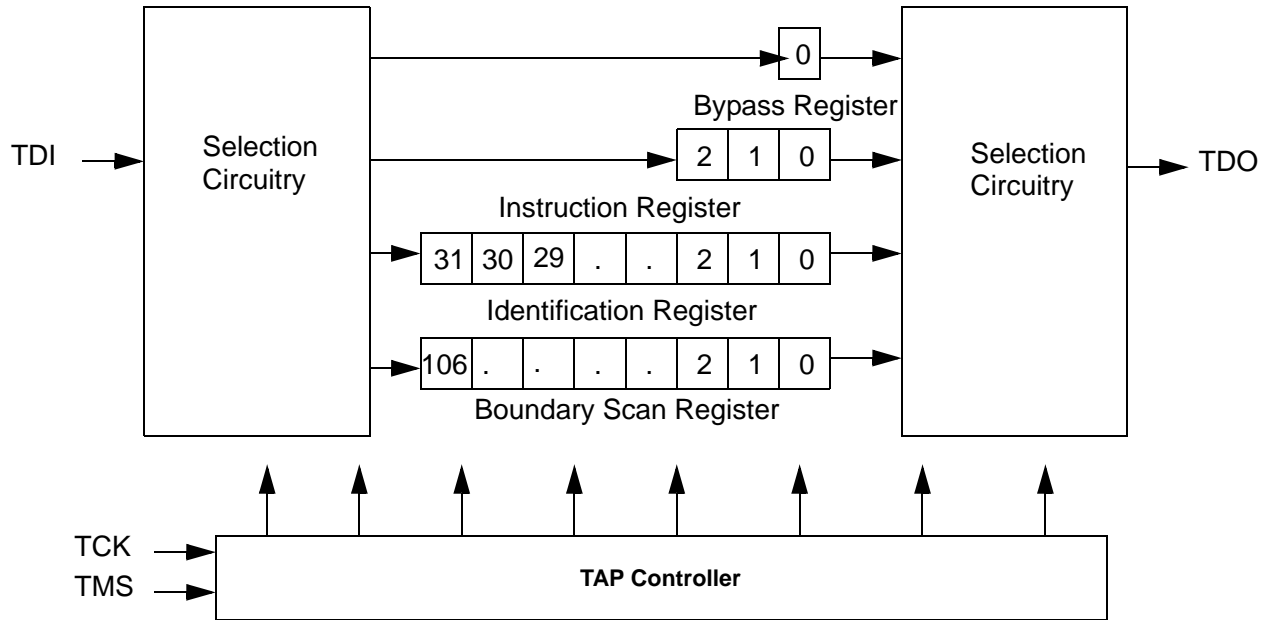 0
Bypass Register
TDI
Selection
Circuitry
2 1 0
Selection
Circuitry
TDO
Instruction Register
31 30 29 . . 2 1 0
Identification Register
106 . . . . 2 1 0
Boundary Scan Register
TCK
TMS
TAP Controller